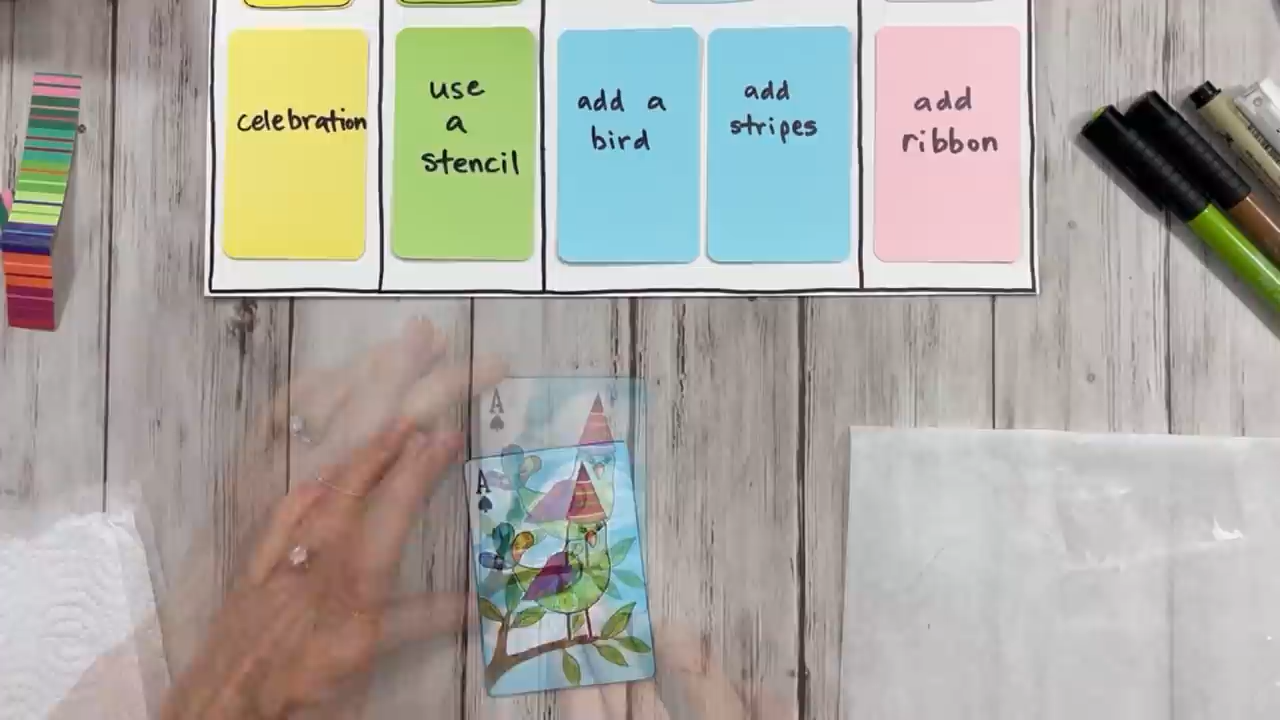 celebration
use
a
stencil
add a
bird
add
stripes
add
ribbon
A
A